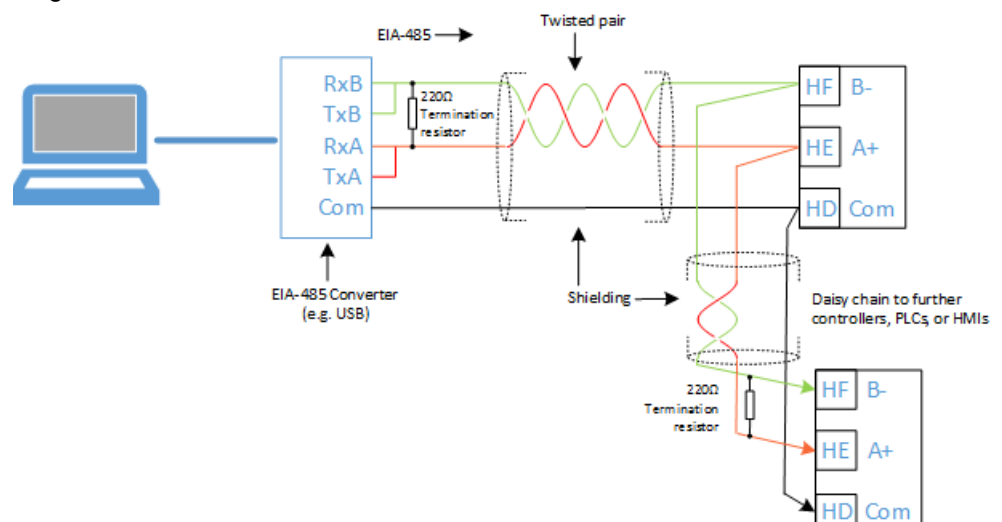 EIA-485
Twisted pair
RxB
TxB
RxA
TxA
Com
220Ω
Termination
resistor
HF B-
HE A+
HD Com
EIA-485 Converter
(e.g. USB)
Shielding
Daisy chain to further
controllers, PLCs, or HMIs
220Ω
Termination
resistor
HF B-
HE A+
HD Com